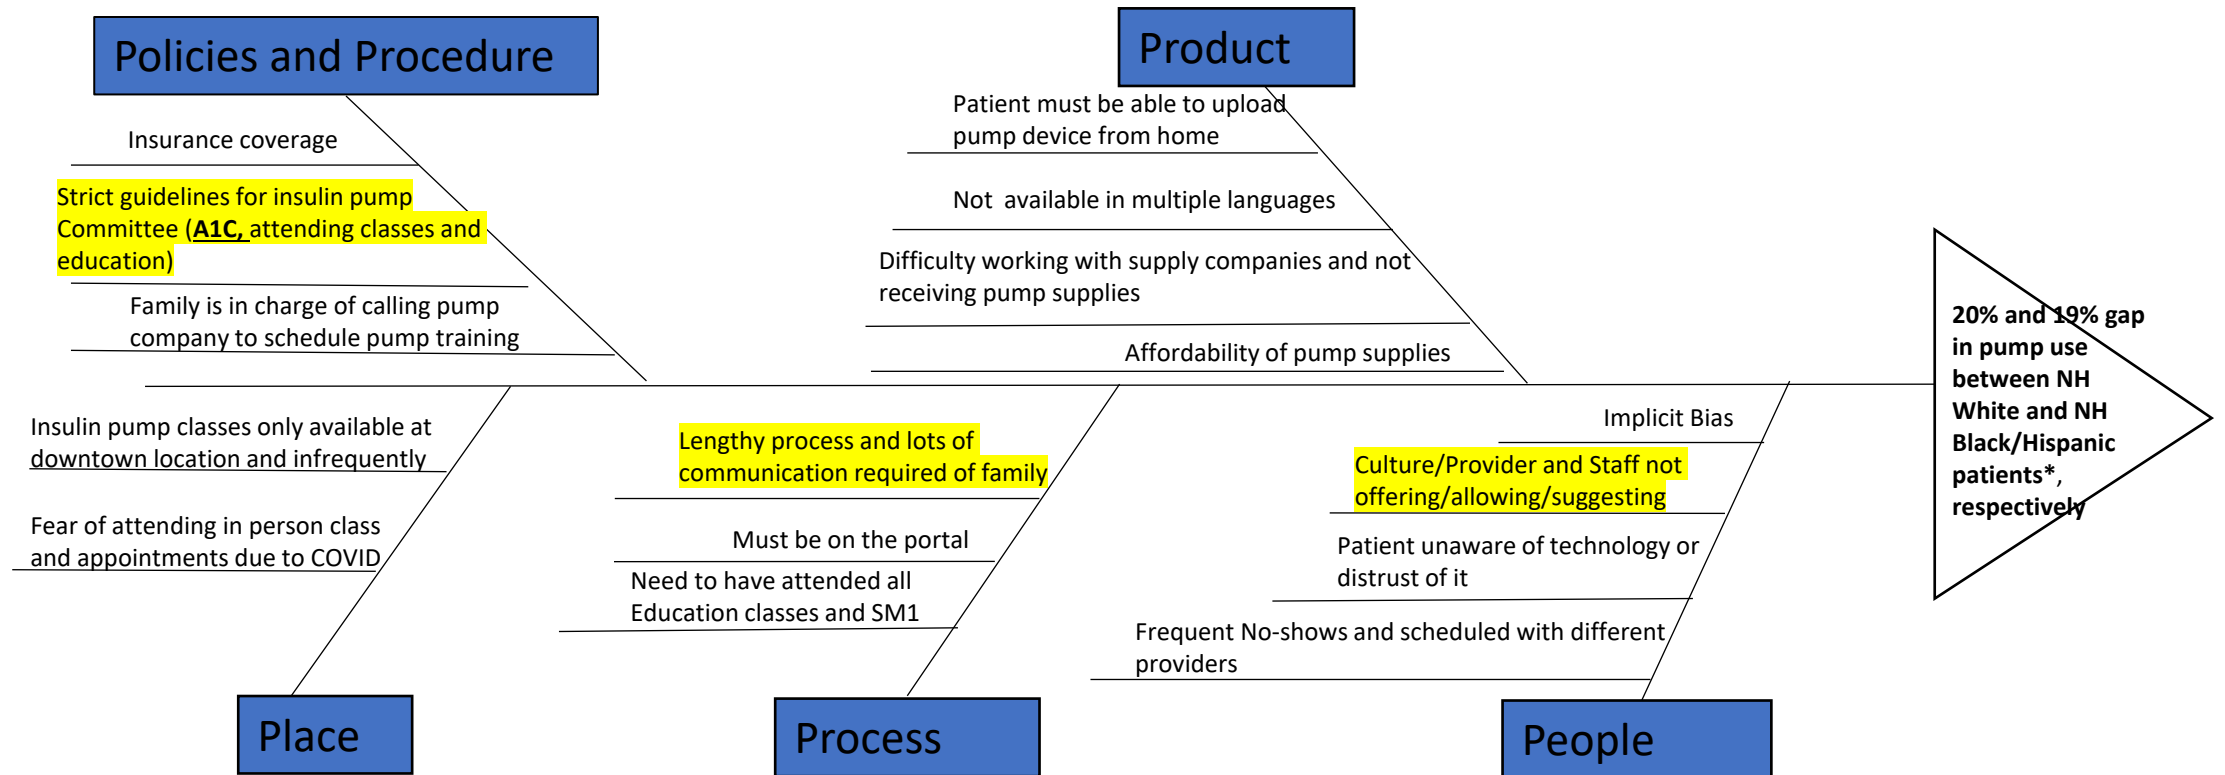 Policies and Procedure
Insurance coverage
Strict guidelines for insulin pump
Committee (A1C, attending classes and
education)
Family is in charge of calling pump
company to schedule pump training
Product
Patient must be able to upload
pump device from home
Not  available in multiple languages
Difficulty working with supply companies and not
receiving pump supplies
Affordability of pump supplies
20% and 19% gap
in pump use
between NH
White and NH
Black/Hispanic
patients*,
respectively
Insulin pump classes only available at
downtown location and infrequently
Fear of attending in person class
and appointments due to COVID
Place
Lengthy process and lots of
communication required of family
Must be on the portal
Need to have attended all
Education classes and SM1
Process
Implicit Bias
Culture/Provider and Staff not
offering/allowing/suggesting
Patient unaware of technology or
distrust of it
Frequent No-shows and scheduled with different
providers
People